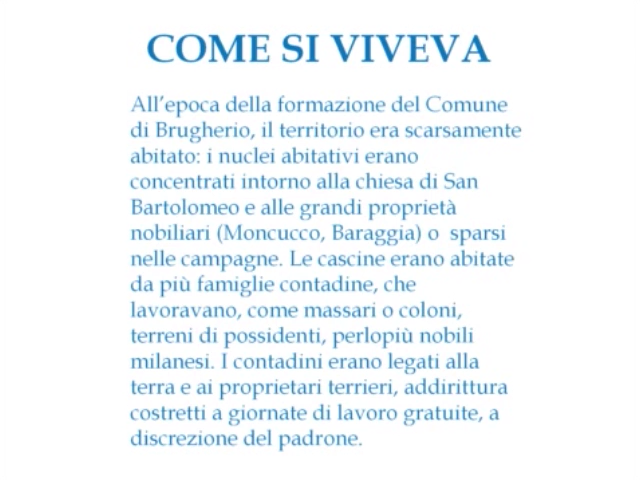 COME SI VIVEVA
All’epoca della formazione del Comune
di Brugherio, il territorio era scarsamente
abitato: i nuclei abitativi erano
concentrati intorno alla chiesa di San
Bartolomeo e alle grandi proprietà
nobiliari (Moncucco, Baraggia) o  sparsi
nelle campagne. Le cascine erano abitate
da più famiglie contadine, che
lavoravano, come massari o coloni,
terreni di possidenti, perlopiù nobili
milanesi. I contadini erano legati alla
terra e ai proprietari terrieri, addirittura
costretti a giornate di lavoro gratuite, a
discrezione del padrone.